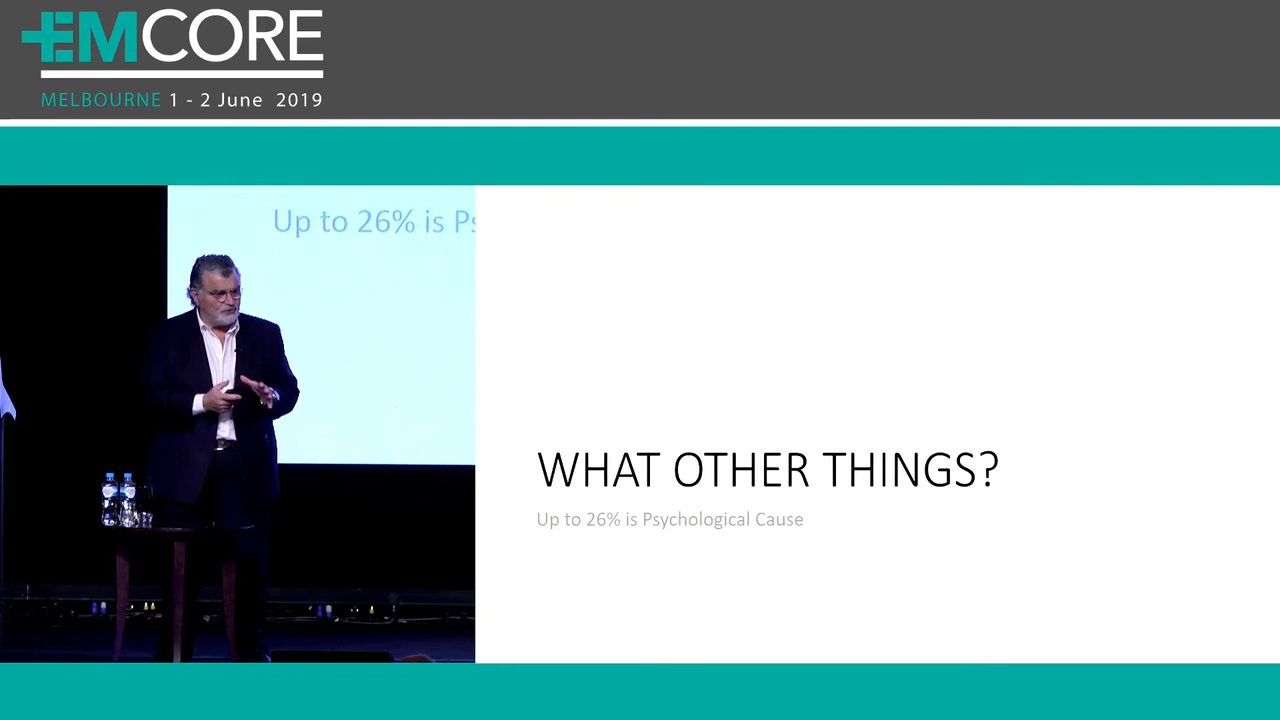 EMCORE
MELBOURNE 1 - 2 June 2019
Up to 26% is Ps
WHAT OTHER THINGS?
Up to 26% is Psychological Cause